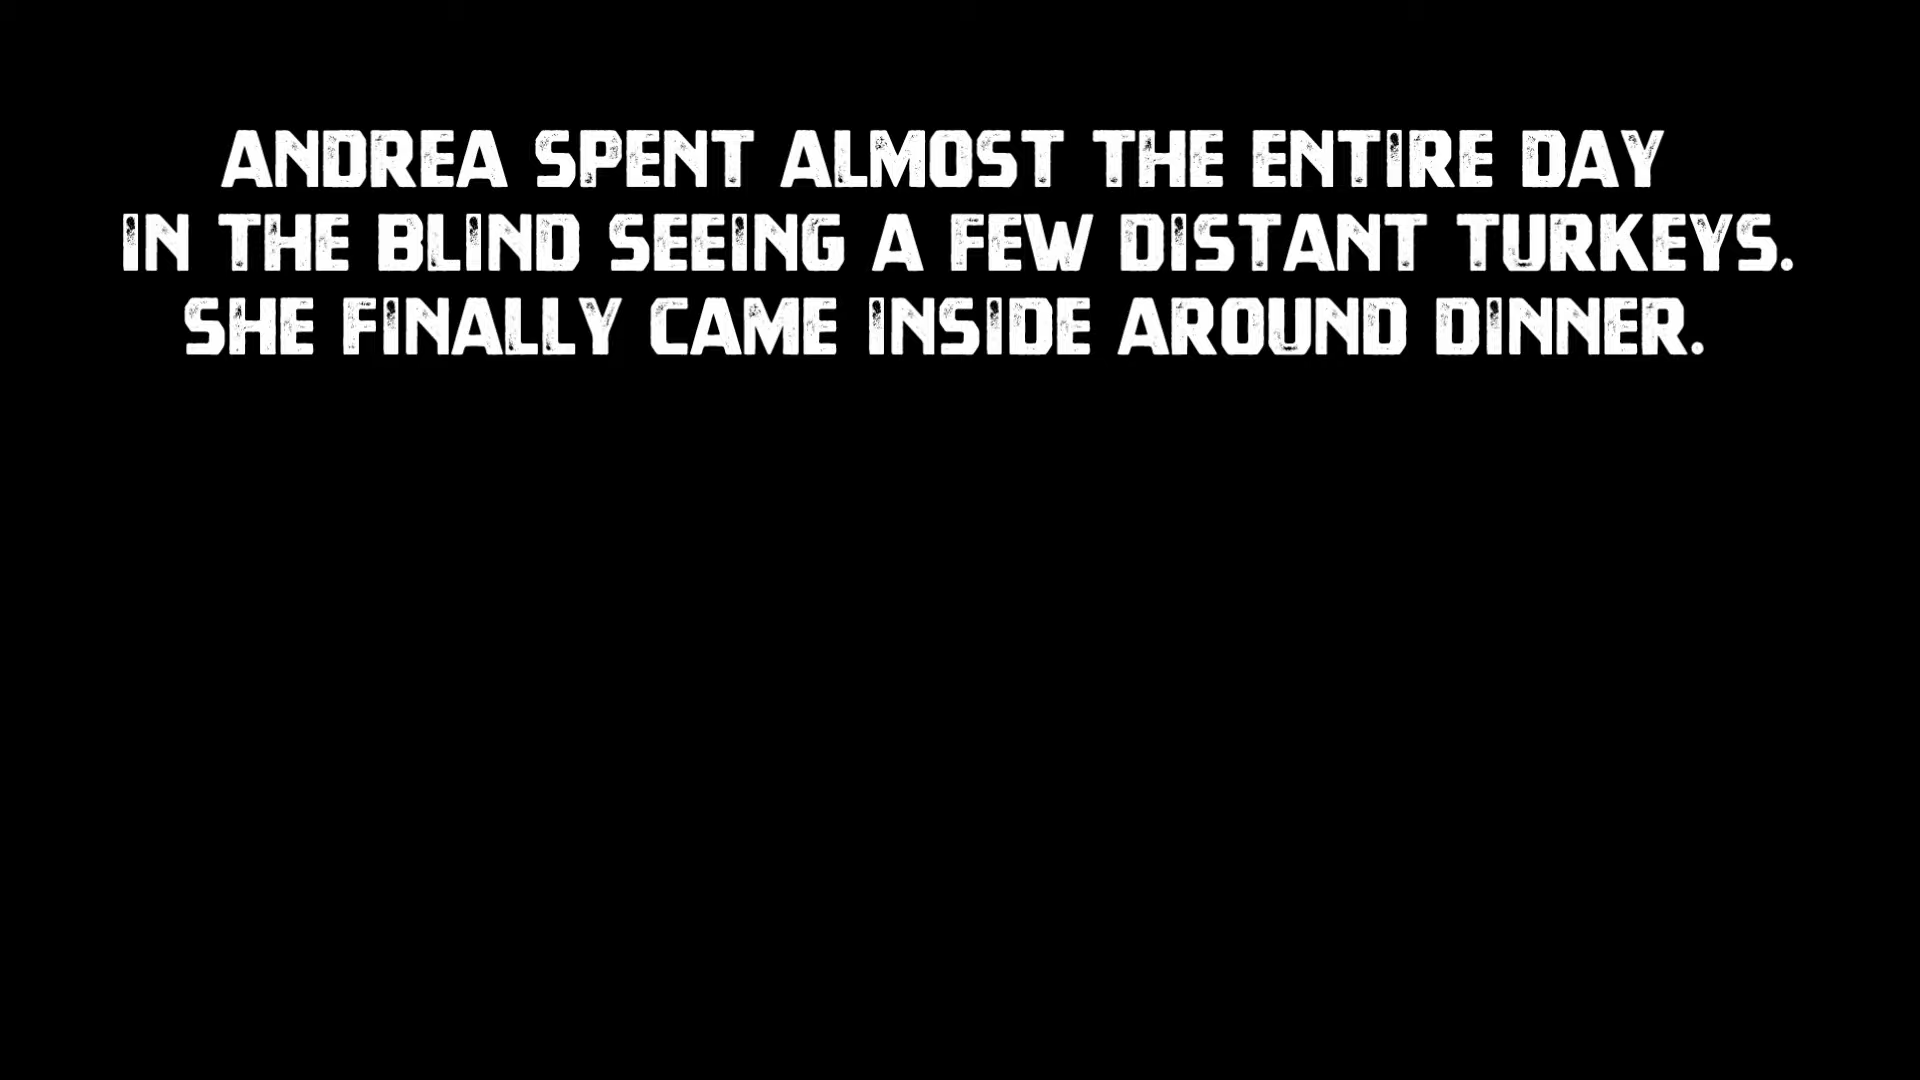 ANDREA SPENT ALMOST THE ENTIRE DAY
IN THE BLIND SEEING A FEW DISTANT TURKEYS.
SHE FINALLY CAME INSIDE AROUND DINNER.